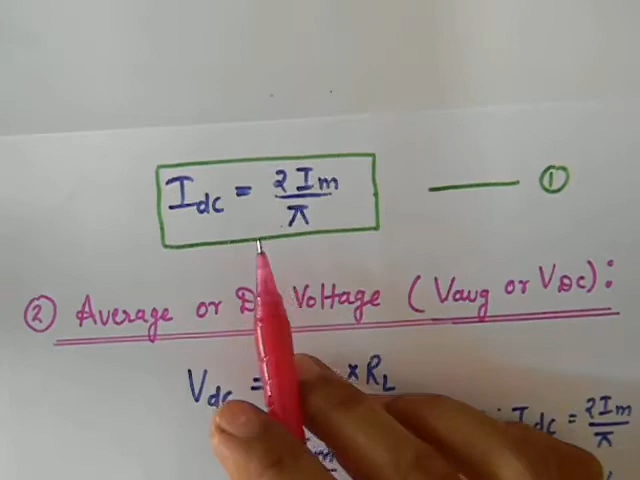 Idc = 2Im/π ——— ①
② Average or D Voltage (Vavg or VDC):
Vdc = × RL
∵ Idc = 2Im/π